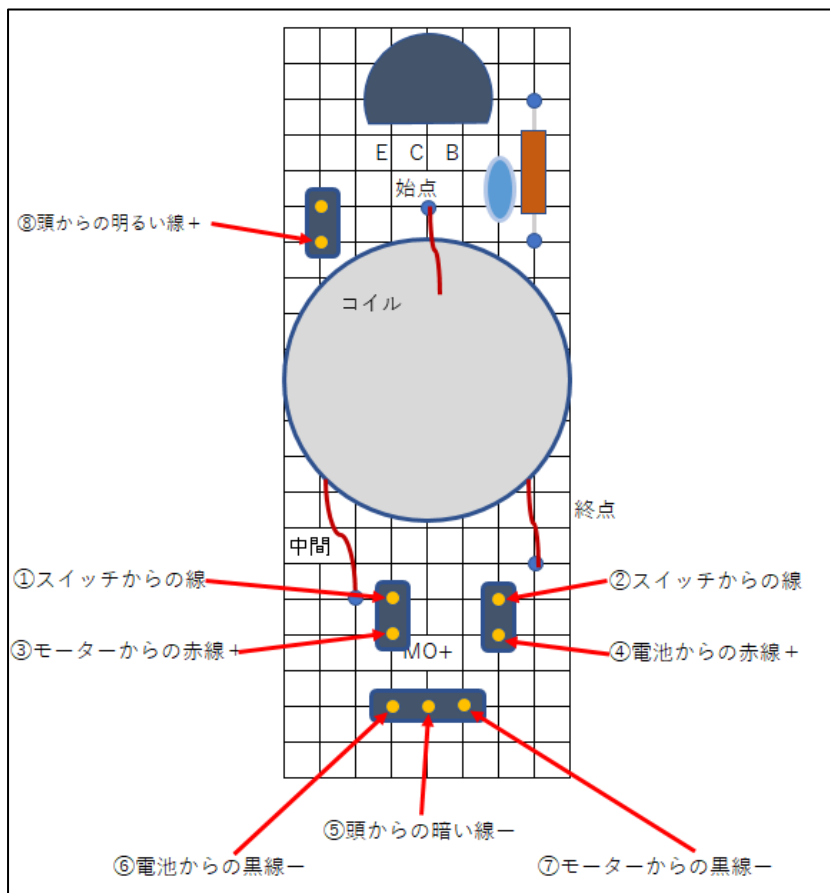 E C B
始点
⑧頭からの明るい線＋
コイル
終点
中間
①スイッチからの線
②スイッチからの線
③モーターからの赤線＋
MO+
④電池からの赤線＋
⑤頭からの暗い線ー
⑥電池からの黒線ー
⑦モーターからの黒線ー